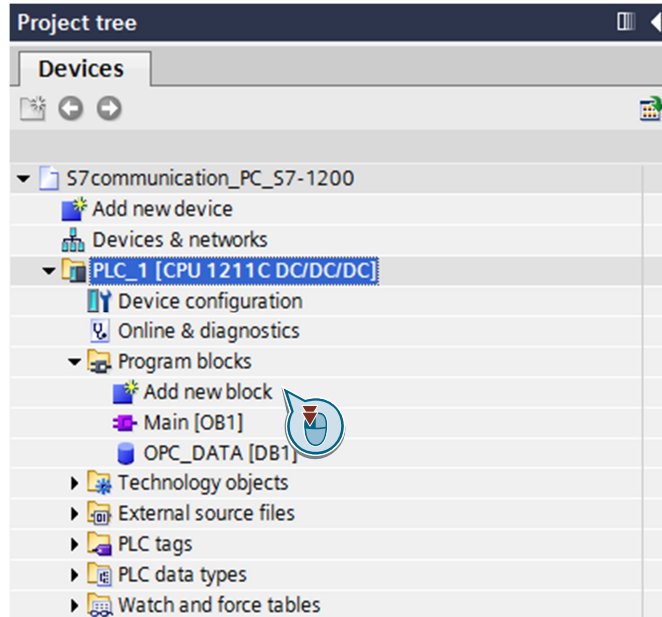 Project tree
Devices
S7communication_PC_S7-1200
Add new device
Devices & networks
PLC_1 [CPU 1211C DC/DC/DC]
Device configuration
Online & diagnostics
Program blocks
Add new block
Main [OB1]
OPC_DATA [DB1]
Technology objects
External source files
PLC tags
PLC data types
Watch and force tables